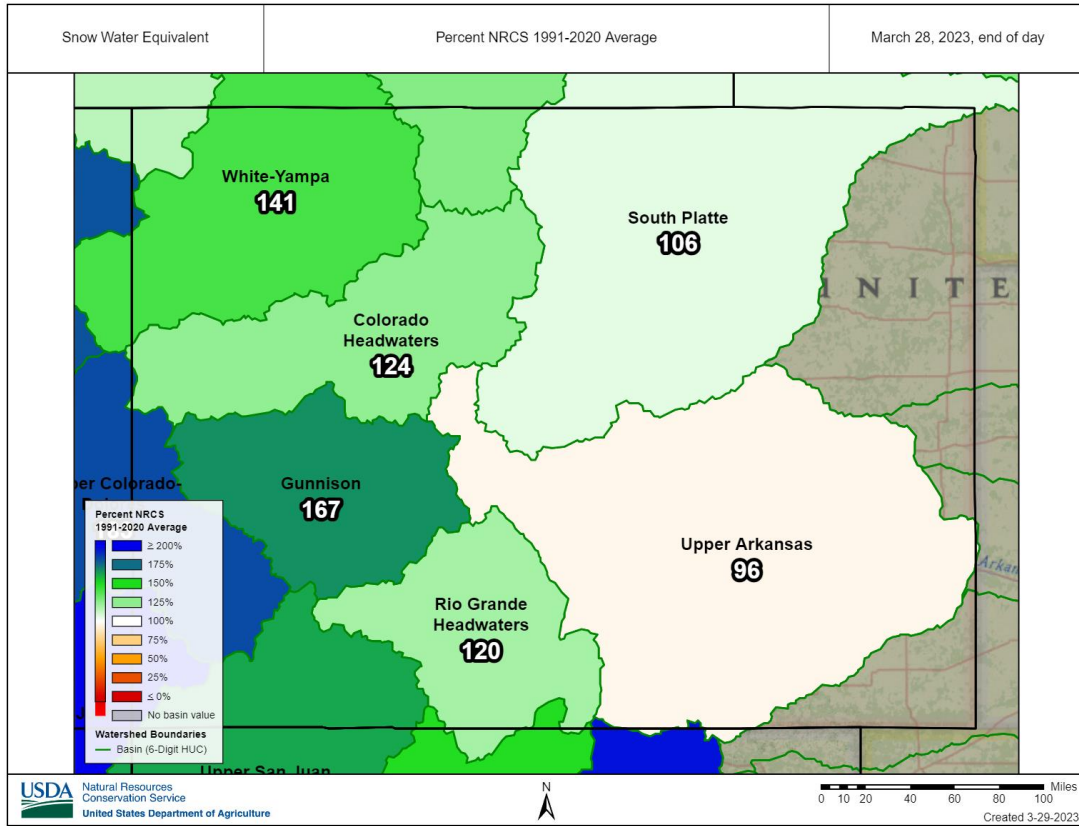 Snow Water Equivalent
Percent NRCS 1991-2020 Average
March 28, 2023, end of day
White-Yampa
141
South Platte
106
INITE
Colorado
Headwaters
124
Gunnison
167
per Colorado-
Upper Arkansas
96
Arkan
Rio Grande
Headwaters
120
Upper San Juan
Percent NRCS
1991-2020 Average
≥ 200%
175%
150%
125%
100%
75%
50%
25%
≤ 0%
No basin value
Watershed Boundaries
Basin (6-Digit HUC)
USDA
Natural Resources
Conservation Service
United States Department of Agriculture
N
Miles
0 10 20 40 60 80 100
Created 3-29-2023